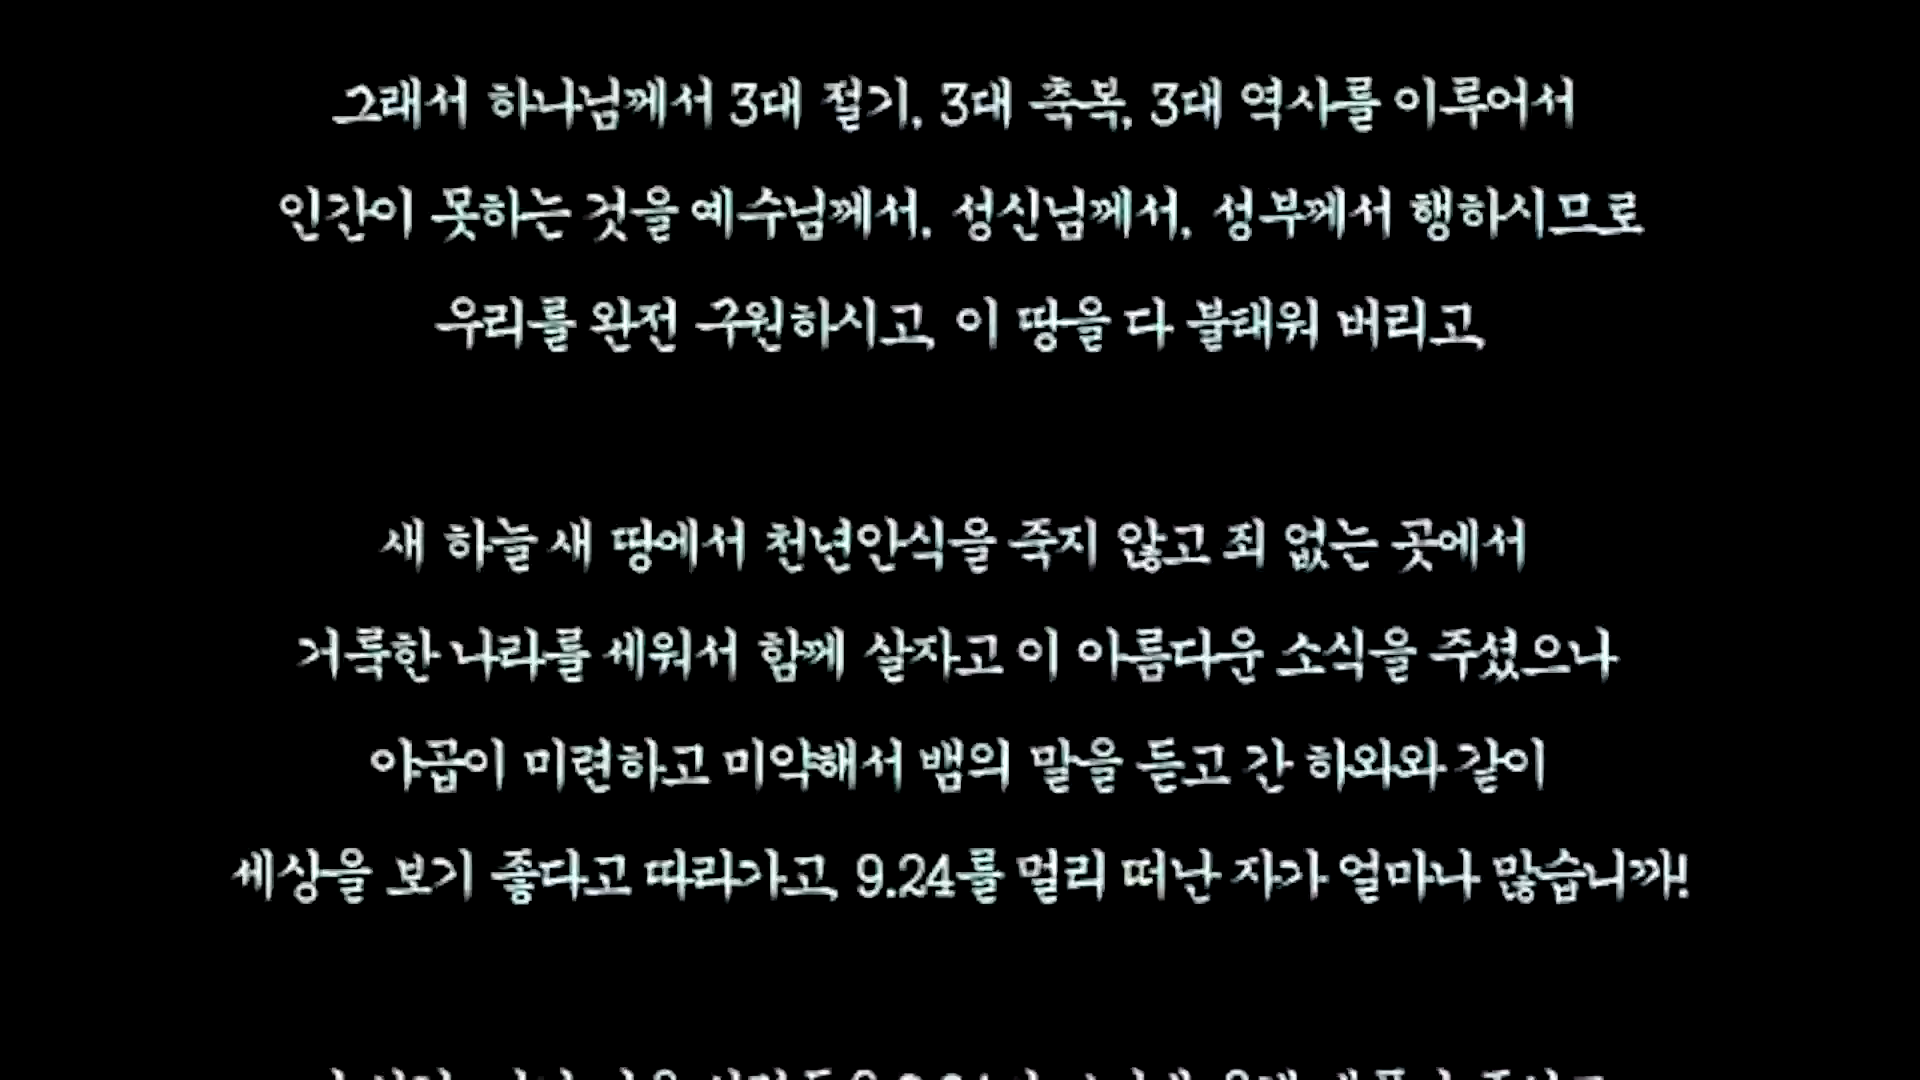 그래서 하나님께서 3대 절기, 3대 축복, 3대 역사를 이루어서
인간이 못하는 것을 예수님께서, 성신님께서, 성부께서 행하시므로
우리를 완전 구원하시고, 이 땅을 다 불태워 버리고,
새 하늘 새 땅에서 천년안식을 죽지 않고 죄 없는 곳에서
거룩한 나라를 세워서 함께 살자고 이 아름다운 소식을 주셨으나
야곱이 미련하고 미약해서 뱀의 말을 듣고 간 하와와 같이
세상을 보기 좋다고 따라가고, 9.24를 멀리 떠난 자가 얼마나 많습니까!